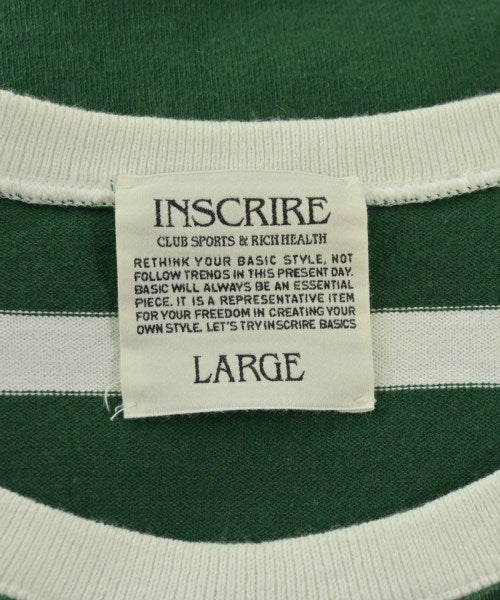 INSCRIRE
CLUB SPORTS & RICH HEALTH
RETHINK YOUR BASIC STYLE, NOT
FOLLOW TRENDS IN THIS PRESENT DAY.
BASIC WILL ALWAYS BE AN ESSENTIAL
PIECE. IT IS A REPRESENTATIVE ITEM
FOR YOUR FREEDOM IN CREATING YOUR
OWN STYLE. LET'S TRY INSCRIRE BASICS
LARGE